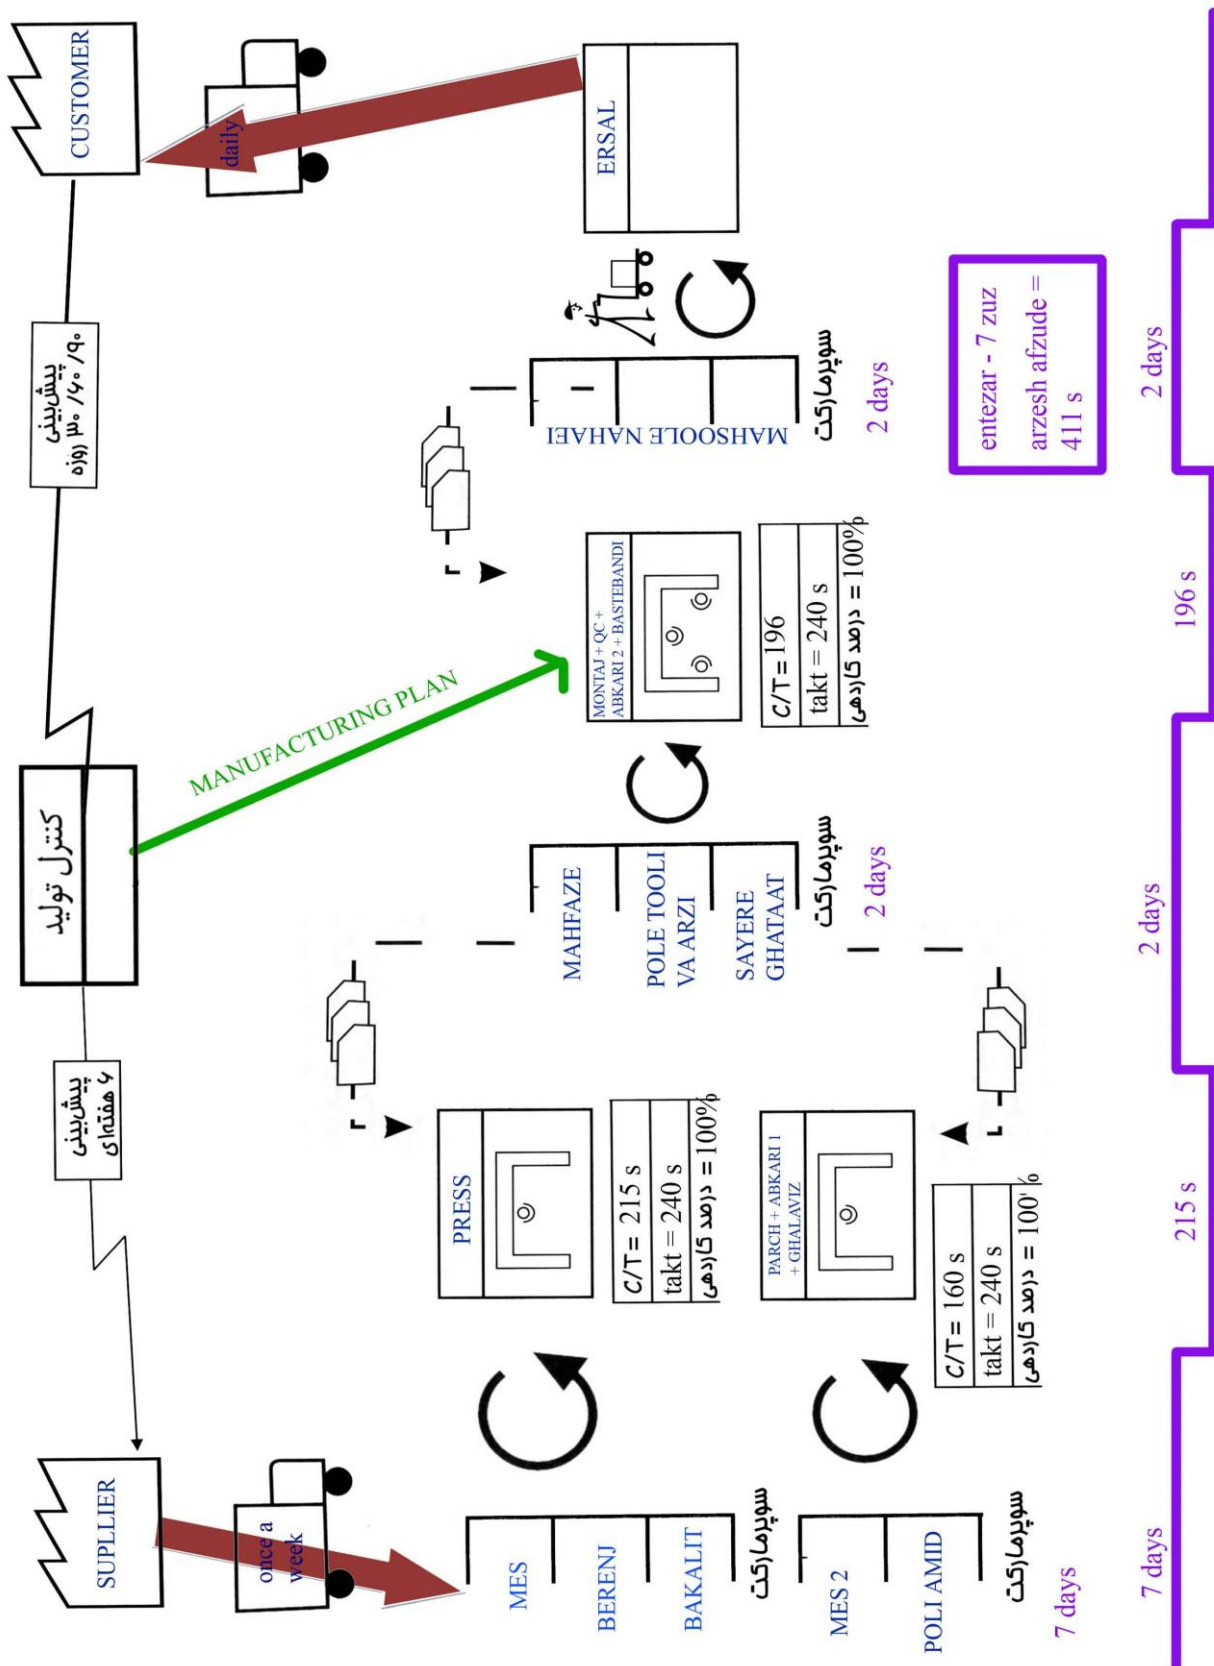 SUPLLIER
پیش‌بینی
۶ هفته‌ای
کنترل تولید
پیش‌بینی
۹۰/ ۶۰/ ۳۰ روزه
CUSTOMER
once a
week
daily
MANUFACTURING PLAN
MES
BERENJ
BAKALIT
سوپرمارکت
MES 2
POLI AMID
سوپرمارکت
7 days
PRESS
C/T = 215 s
takt = 240 s
درصد کاردهی = 100%
PARCH + ABKARI 1
+ GHALAVIZ
C/T = 160 s
takt = 240 s
درصد کاردهی = 100%
MAHFAZE
POLE TOOLI
VA ARZI
SAYERE
GHATAAT
سوپرمارکت
2 days
MONTAJ + QC +
ABKARI 2 + BASTEBANDI
C/T = 196
takt = 240 s
درصد کاردهی = 100%
MAHSOOLE NAHAEI
سوپرمارکت
2 days
ERSAL
entezar - 7 zuz
arzesh afzude =
411 s
7 days
215 s
2 days
196 s
2 days